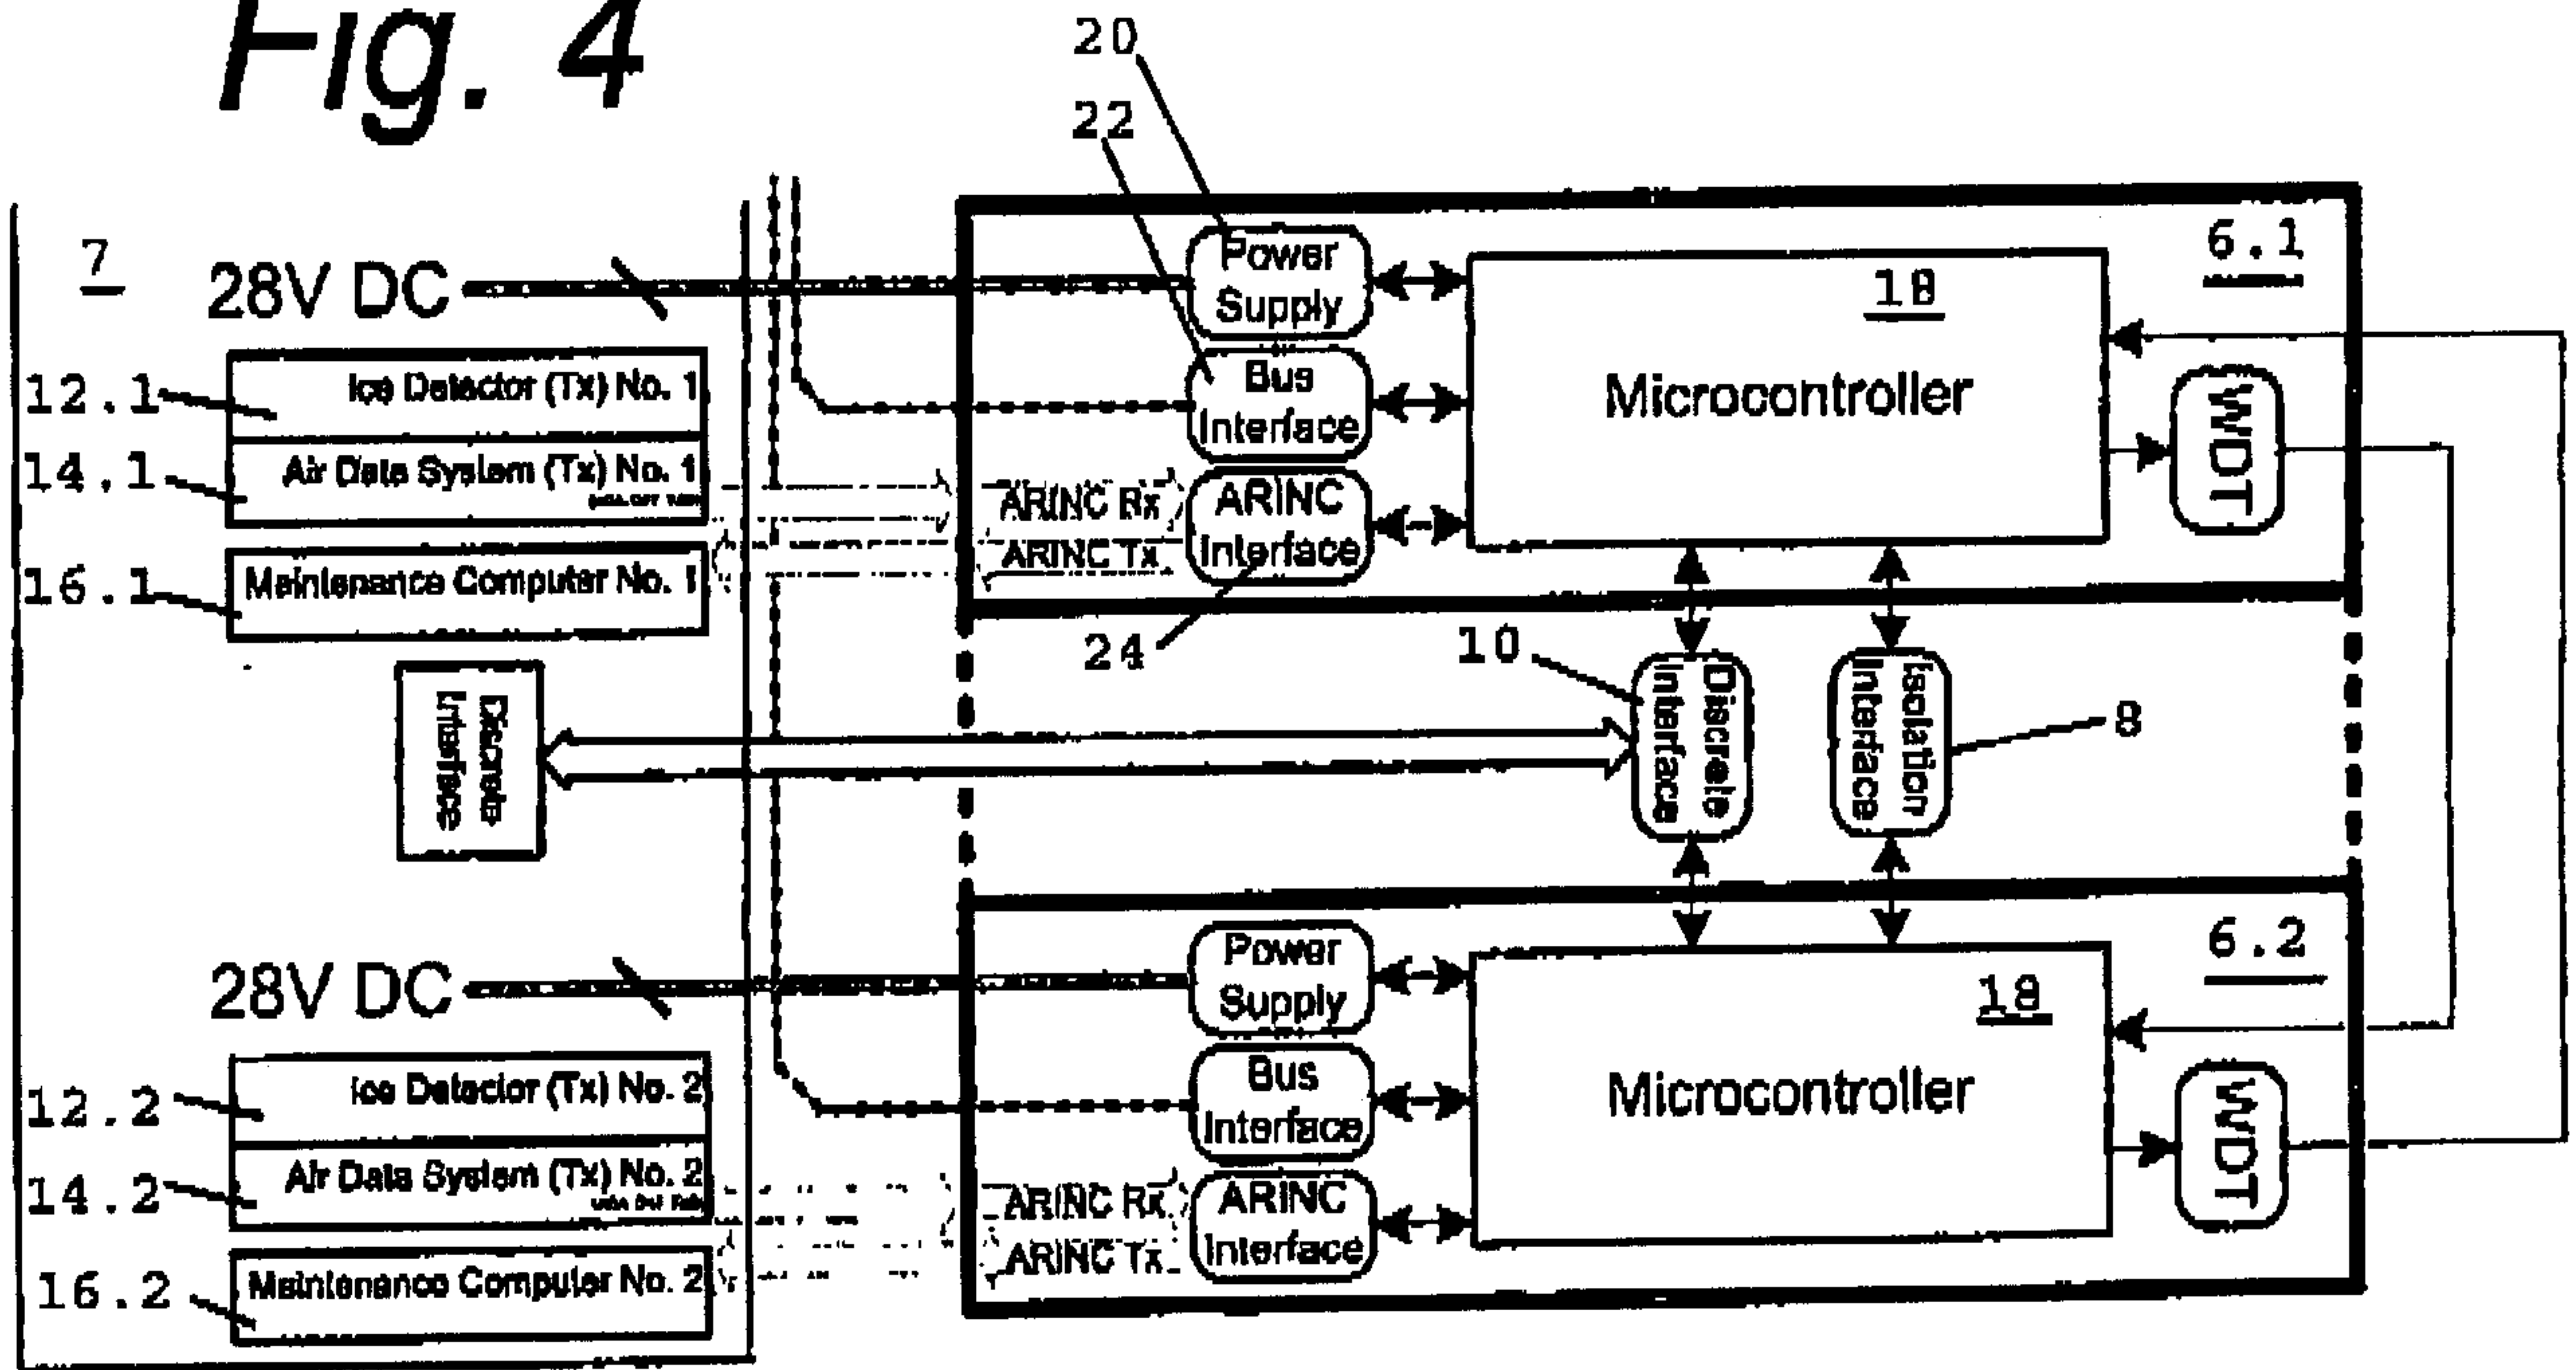 Fig. 4
20
22
7
28V DC
12.1
Ice Detector (Tx) No. 1
14.1
Air Data System (Tx) No. 1
16.1
Maintenance Computer No. 1
Discrete
Interface
28V DC
12.2
Ice Detector (Tx) No. 2
14.2
Air Data System (Tx) No. 2
16.2
Maintenance Computer No. 2
6.1
Power
Supply
Bus
Interface
ARINC Rx
ARINC Tx
ARINC
Interface
18
Microcontroller
WDT
24
10
Discrete
Interface
Isolation
Interface
8
6.2
Power
Supply
Bus
Interface
ARINC Rx
ARINC Tx
ARINC
Interface
18
Microcontroller
WDT